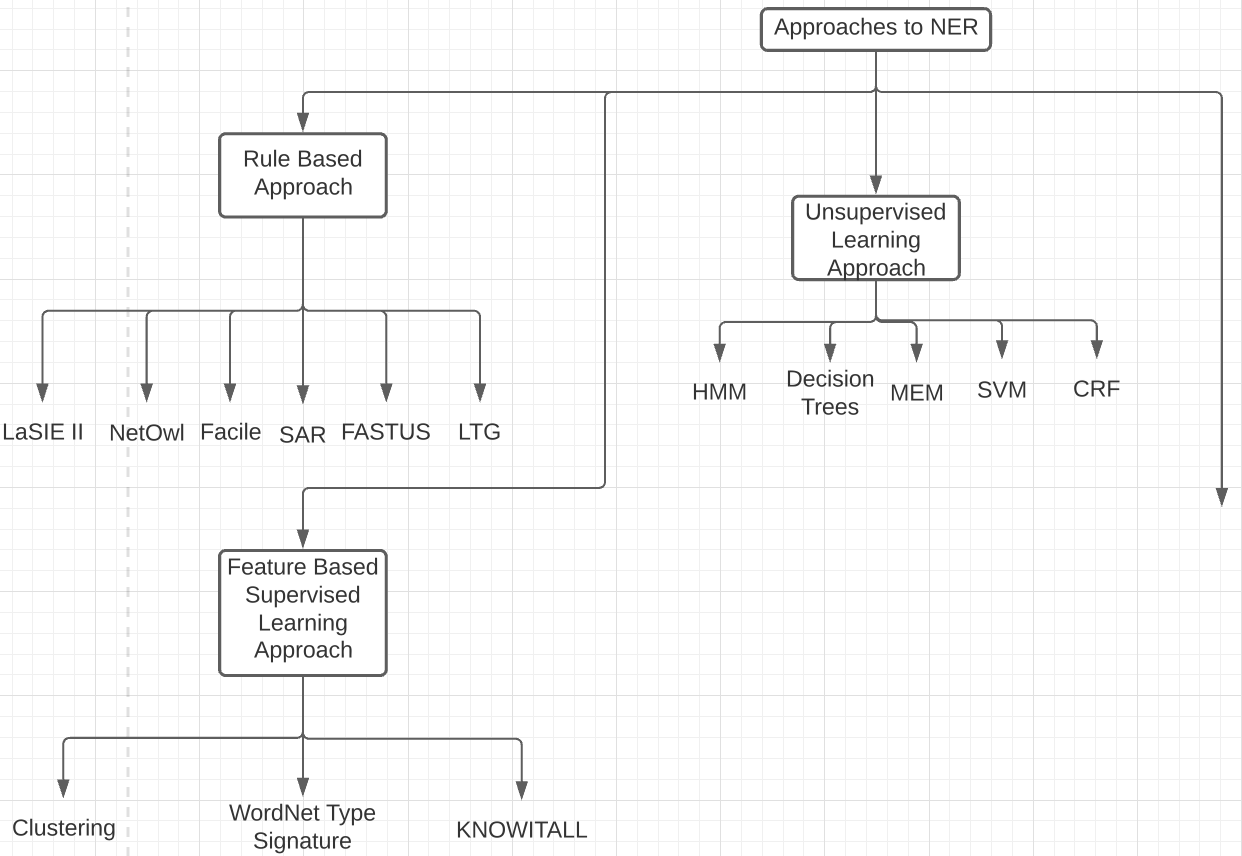 Approaches to NER
Rule Based
Approach
Unsupervised
Learning
Approach
HMM
Decision
Trees
MEM
SVM
CRF
LaSIE II
NetOwl
Facile
SAR
FASTUS
LTG
Feature Based
Supervised
Learning
Approach
Clustering
WordNet Type
Signature
KNOWITALL